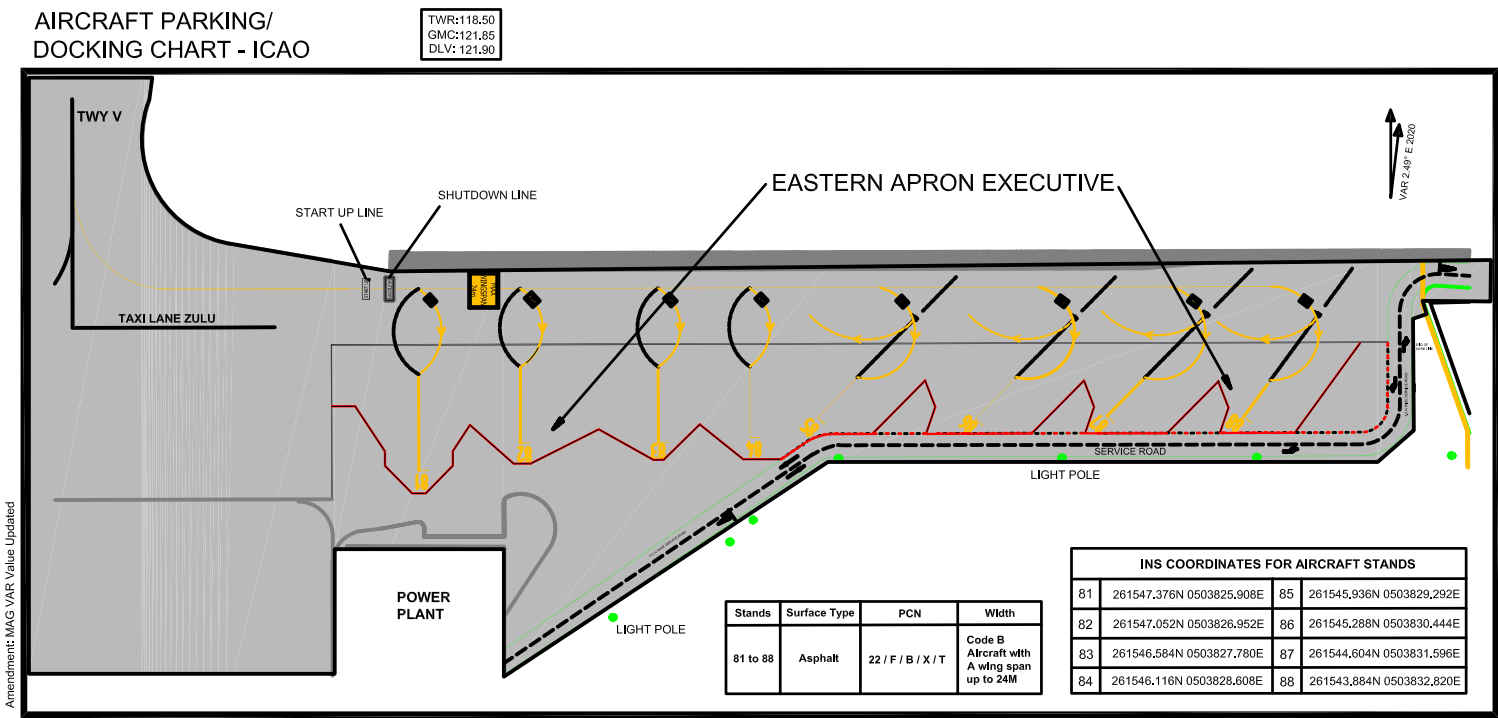 AIRCRAFT PARKING/
DOCKING CHART - ICAO
TWR:118.50
GMC:121.85
DLV: 121.90
TWY V
VAR 2.49° E 2020
EASTERN APRON EXECUTIVE
SHUTDOWN LINE
START UP LINE
MAX
WINGSPAN
24m
TAXI LANE ZULU
SERVICE ROAD
LIGHT POLE
POWER
PLANT
LIGHT POLE
Stands Surface Type PCN Width
81 to 88 Asphalt 22 / F / B / X / T Code B
Aircraft with
A wing span
up to 24M
INS COORDINATES FOR AIRCRAFT STANDS
81 261547.376N 0503825.908E 85 261545.936N 0503829.292E
82 261547.052N 0503826.952E 86 261545.288N 0503830.444E
83 261546.584N 0503827.780E 87 261544.604N 0503831.596E
84 261546.116N 0503828.608E 88 261543.884N 0503832.820E
Amendment: MAG VAR Value Updated